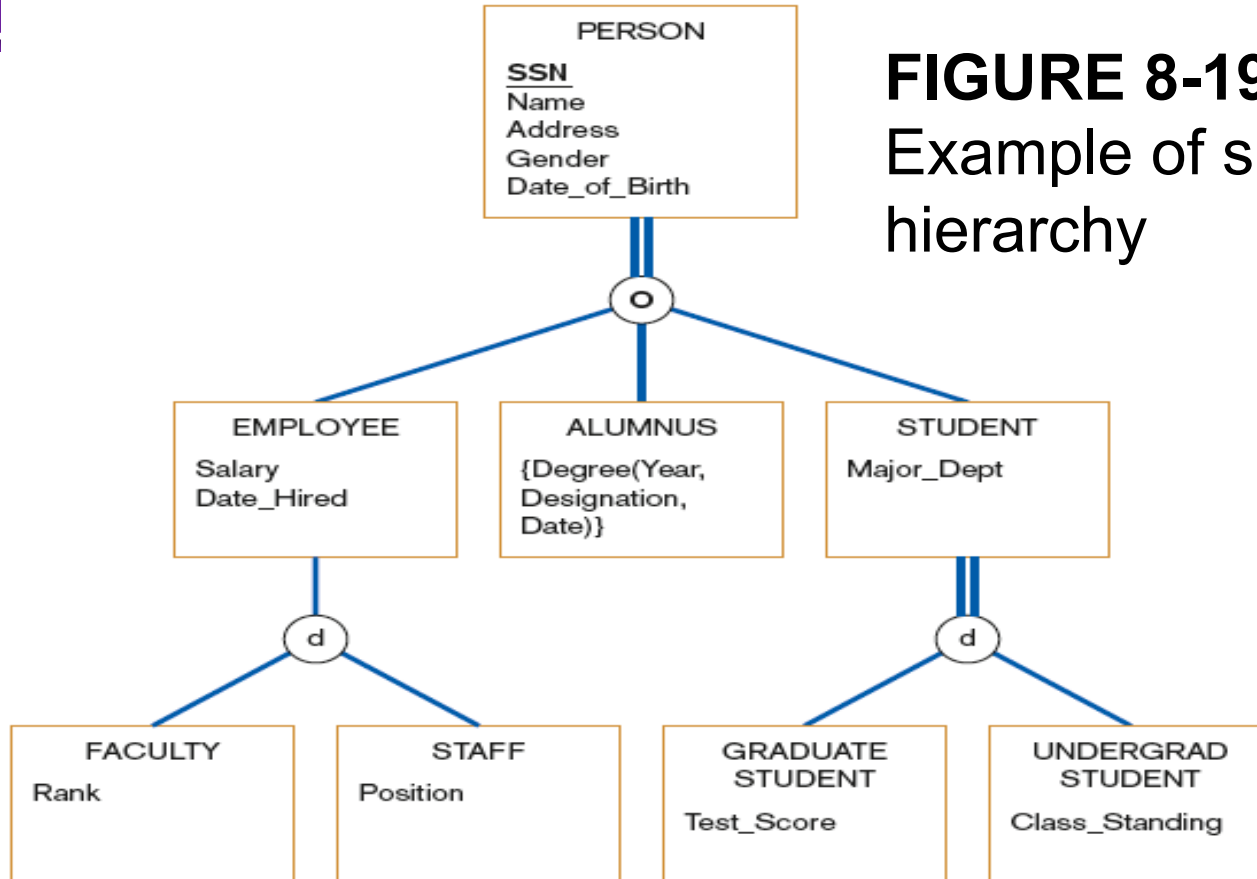 PERSON
SSN
Name
Address
Gender
Date_of_Birth
FIGURE 8-19
Example of s
hierarchy
O
EMPLOYEE
Salary
Date_Hired
ALUMNUS
{Degree(Year,
Designation,
Date)}
STUDENT
Major_Dept
d
d
FACULTY
Rank
STAFF
Position
GRADUATE
STUDENT
Test_Score
UNDERGRAD
STUDENT
Class_Standing